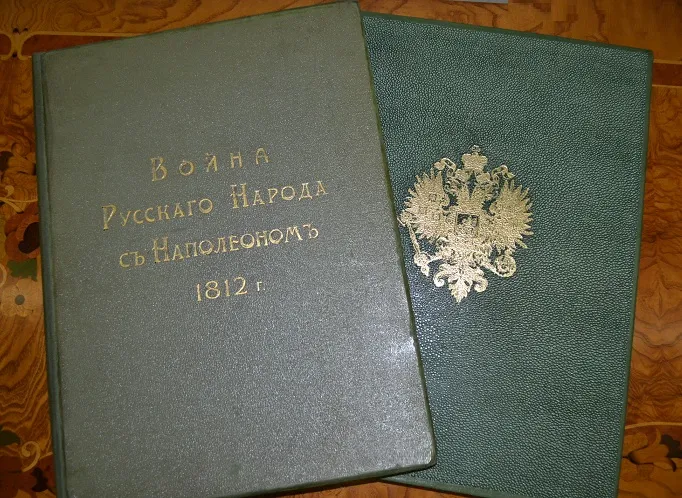 Война
Русскаго Народа
съ Наполеономъ
1812 г.